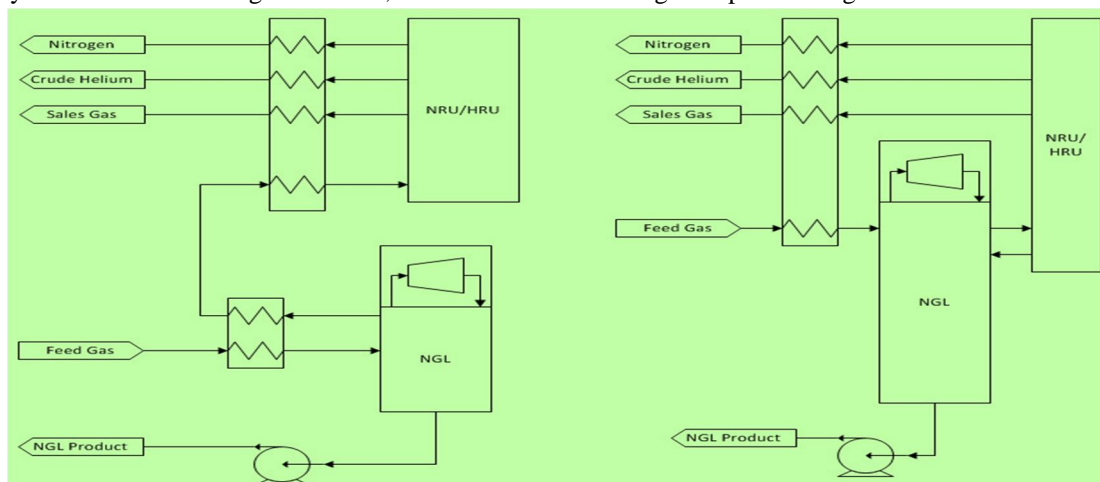 Nitrogen
Crude Helium
Sales Gas
NRU/HRU
Feed Gas
NGL
NGL Product
Nitrogen
Crude Helium
Sales Gas
NRU/
HRU
Feed Gas
NGL
NGL Product